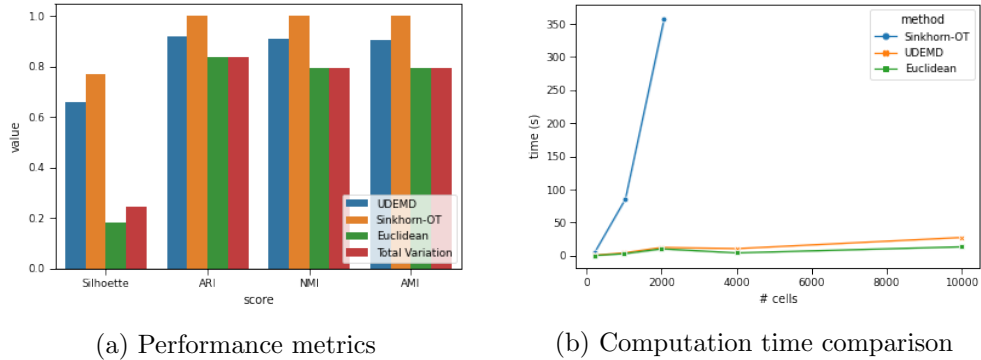 1.0
0.8
0.6
0.4
0.2
0.0
value
Silhoette
ARI
NMI
AMI
score
UDEMD
Sinkhorn-OT
Euclidean
Total Variation
(a) Performance metrics
350
300
250
200
150
100
50
0
time (s)
0
2000
4000
6000
8000
10000
# cells
method
Sinkhorn-OT
UDEMD
Euclidean
(b) Computation time comparison